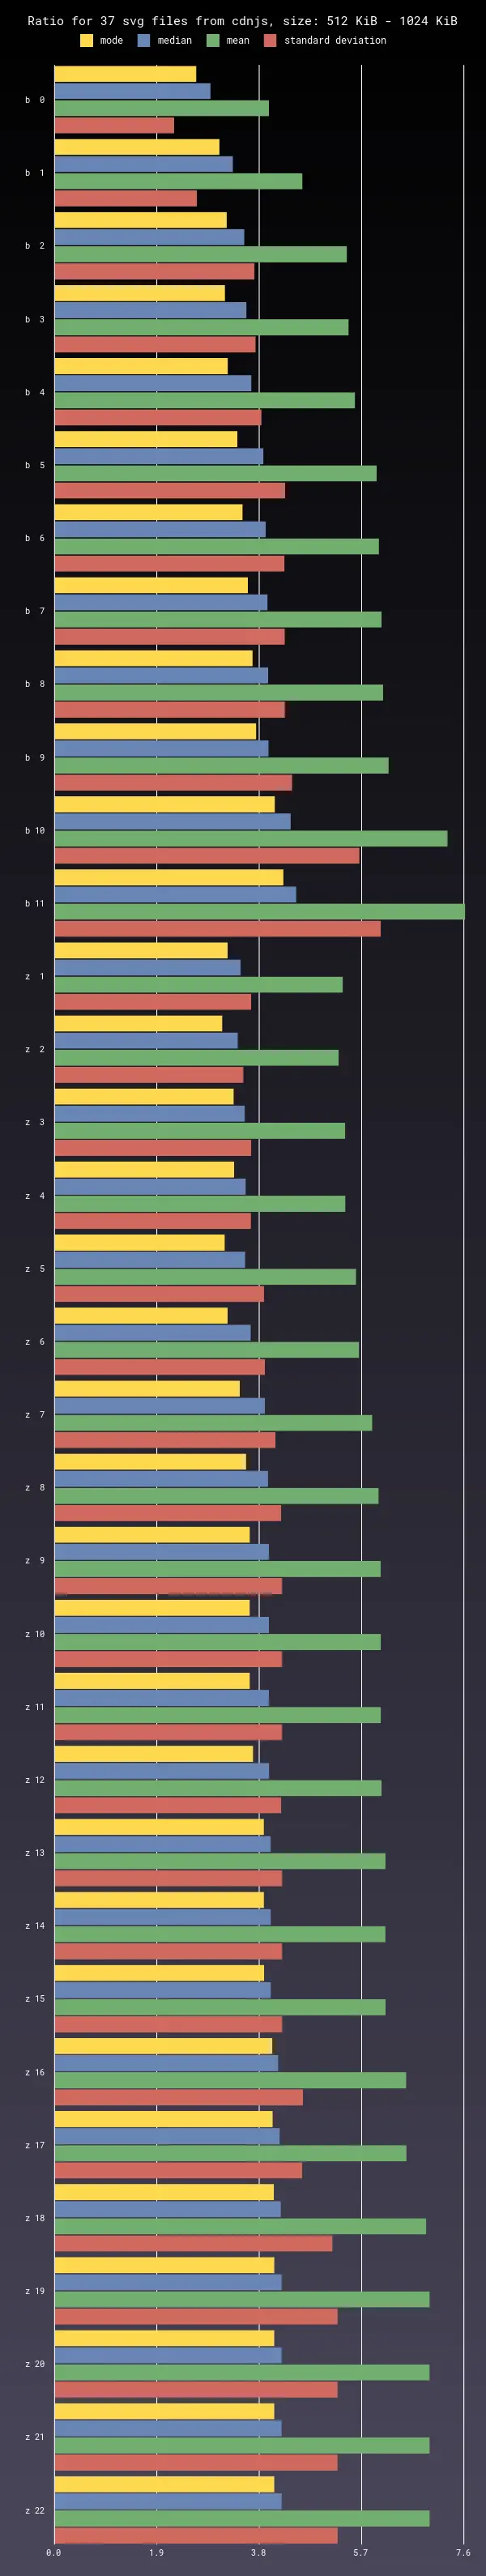 Ratio for 37 svg files from cdnjs, size: 512 KiB - 1024 KiB
mode median mean standard deviation
b 0
b 1
b 2
b 3
b 4
b 5
b 6
b 7
b 8
b 9
b 10
b 11
z 1
z 2
z 3
z 4
z 5
z 6
z 7
z 8
z 9
z 10
z 11
z 12
z 13
z 14
z 15
z 16
z 17
z 18
z 19
z 20
z 21
z 22
0.0 1.9 3.8 5.7 7.6